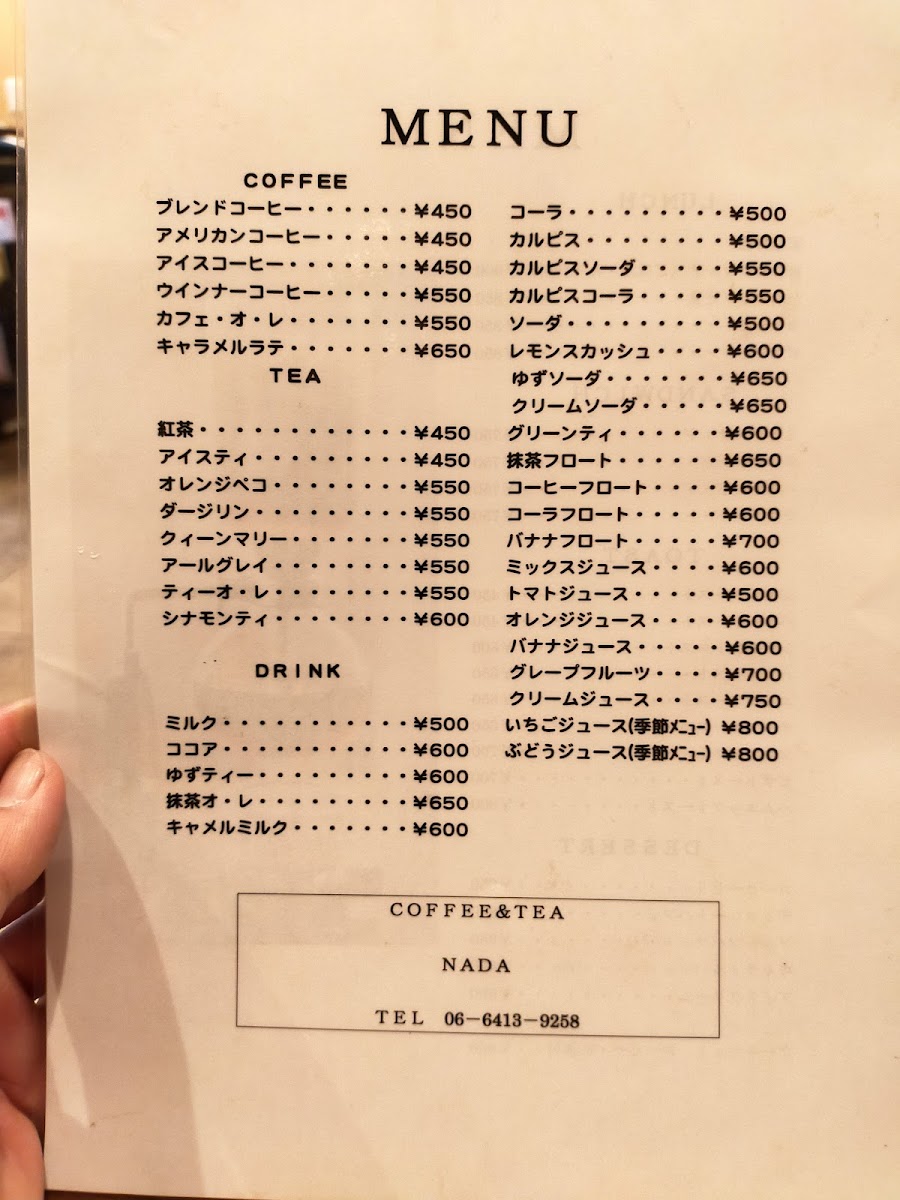 MENU
COFFEE
ブレンドコーヒー・・・・・・¥450
アメリカンコーヒー・・・・・¥450
アイスコーヒー・・・・・・・¥450
ウインナーコーヒー・・・・・¥550
カフェ・オ・レ・・・・・・・¥550
キャラメルラテ・・・・・・・¥650
TEA
紅茶・・・・・・・・・・・・¥450
アイスティ・・・・・・・・・¥450
オレンジペコ・・・・・・・・¥550
ダージリン・・・・・・・・・¥550
クィーンマリー・・・・・・・¥550
アールグレイ・・・・・・・・¥550
ティーオ・レ・・・・・・・・¥550
シナモンティ・・・・・・・・¥600
DRINK
ミルク・・・・・・・・・・・¥500
ココア・・・・・・・・・・・¥600
ゆずティー・・・・・・・・・¥600
抹茶オ・レ・・・・・・・・・¥650
キャメルミルク・・・・・・・¥600
コーラ・・・・・・・・・¥500
カルピス・・・・・・・・¥500
カルピスソーダ・・・・・¥550
カルピスコーラ・・・・・¥550
ソーダ・・・・・・・・・¥500
レモンスカッシュ・・・・¥600
ゆずソーダ・・・・・・・¥650
クリームソーダ・・・・・¥650
グリーンティ・・・・・・¥600
抹茶フロート・・・・・・¥650
コーヒーフロート・・・・¥600
コーラフロート・・・・・¥600
バナナフロート・・・・・¥700
ミックスジュース・・・・¥600
トマトジュース・・・・・¥500
オレンジジュース・・・・¥600
バナナジュース・・・・・¥600
グレープフルーツ・・・・¥700
クリームジュース・・・・¥750
いちごジュース(季節ﾒﾆｭｰ) ¥800
ぶどうジュース(季節ﾒﾆｭｰ) ¥800
COFFEE&TEA
NADA
TEL 06－6413－9258